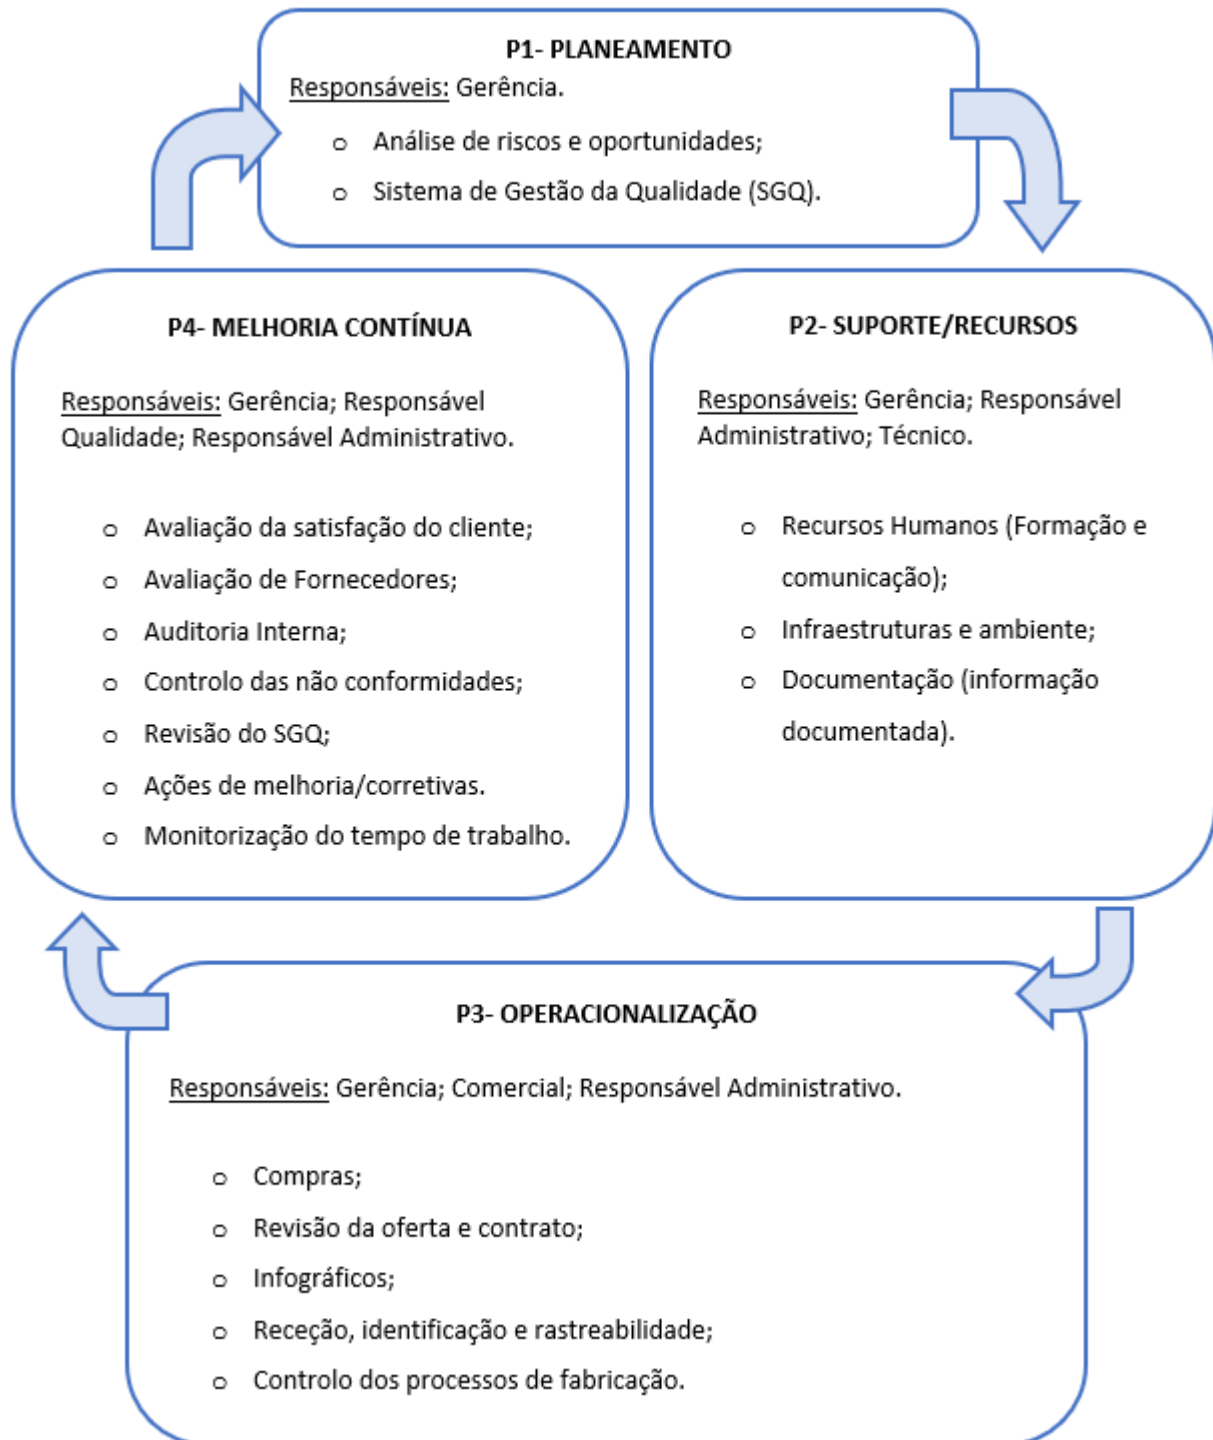 P1- PLANEAMENTO
Responsáveis: Gerência.
o Análise de riscos e oportunidades;
o Sistema de Gestão da Qualidade (SGQ).
P4- MELHORIA CONTÍNUA
Responsáveis: Gerência; Responsável
Qualidade; Responsável Administrativo.
o Avaliação da satisfação do cliente;
o Avaliação de Fornecedores;
o Auditoria Interna;
o Controlo das não conformidades;
o Revisão do SGQ;
o Ações de melhoria/corretivas.
o Monitorização do tempo de trabalho.
P2- SUPORTE/RECURSOS
Responsáveis: Gerência; Responsável
Administrativo; Técnico.
o Recursos Humanos (Formação e
comunicação);
o Infraestruturas e ambiente;
o Documentação (informação
documentada).
P3- OPERACIONALIZAÇÃO
Responsáveis: Gerência; Comercial; Responsável Administrativo.
o Compras;
o Revisão da oferta e contrato;
o Infográficos;
o Receção, identificação e rastreabilidade;
o Controlo dos processos de fabricação.